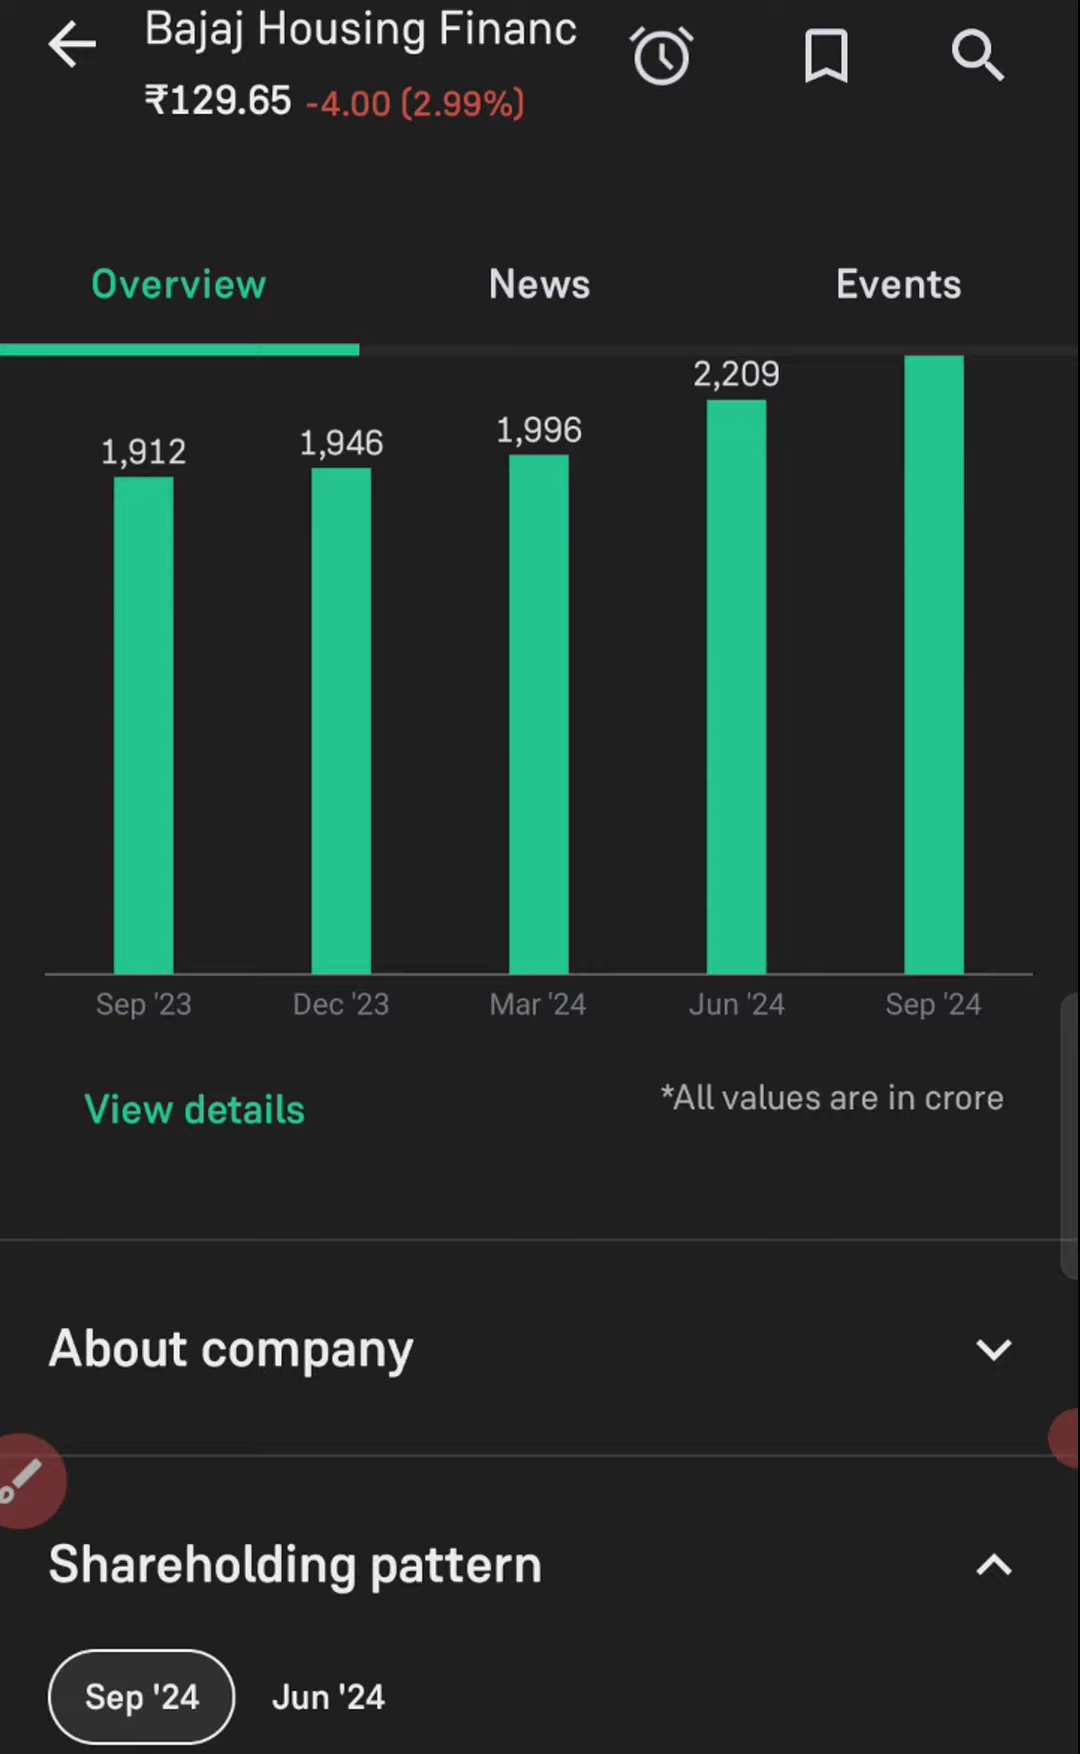 Bajaj Housing Financ
₹129.65 -4.00 (2.99%)
Overview News Events
1,912 1,946 1,996 2,209
Sep '23 Dec '23 Mar '24 Jun '24 Sep '24
View details *All values are in crore
About company
Shareholding pattern
Sep '24 Jun '24